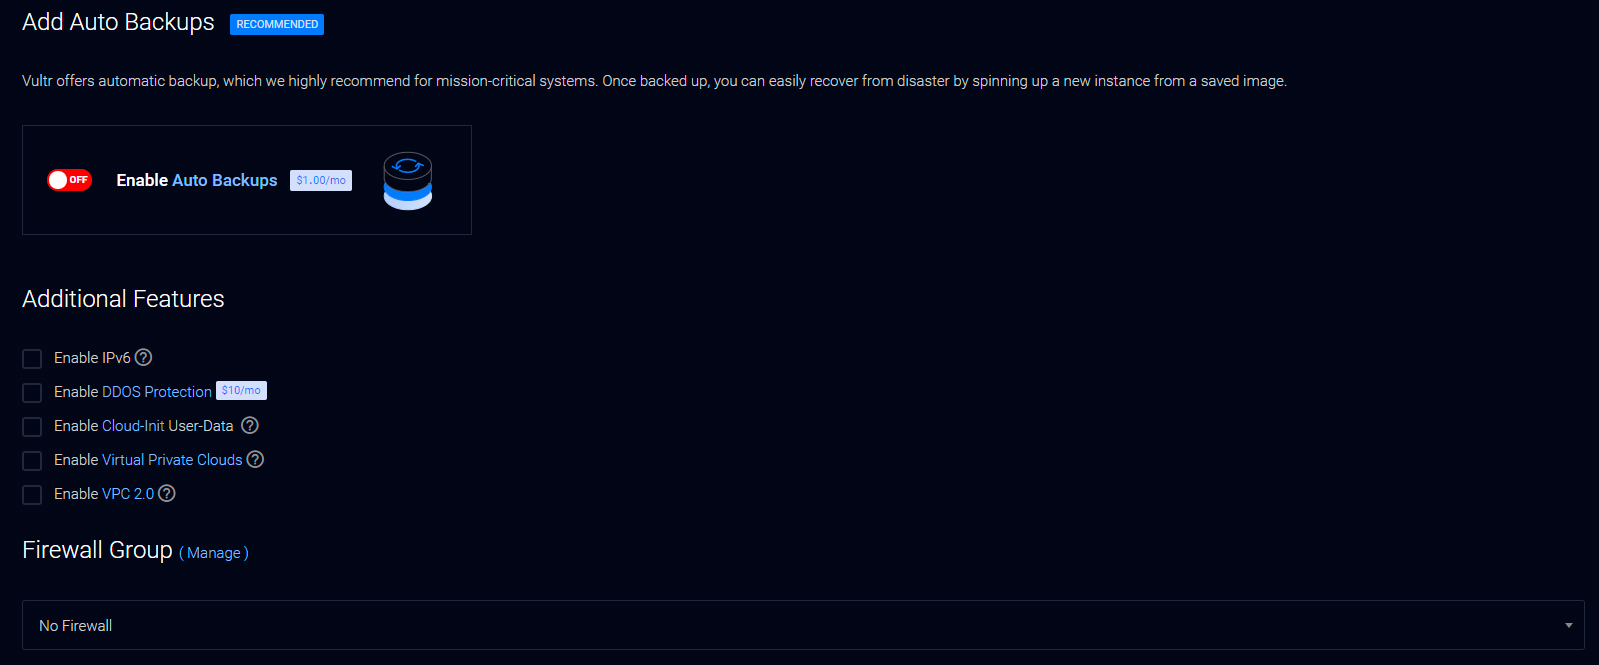 Add Auto Backups RECOMMENDED
Vultr offers automatic backup, which we highly recommend for mission-critical systems. Once backed up, you can easily recover from disaster by spinning up a new instance from a saved image.
OFF Enable Auto Backups $1.00/mo
Additional Features
Enable IPv6 ?
Enable DDOS Protection $10/mo
Enable Cloud-Init User-Data ?
Enable Virtual Private Clouds ?
Enable VPC 2.0 ?
Firewall Group ( Manage )
No Firewall